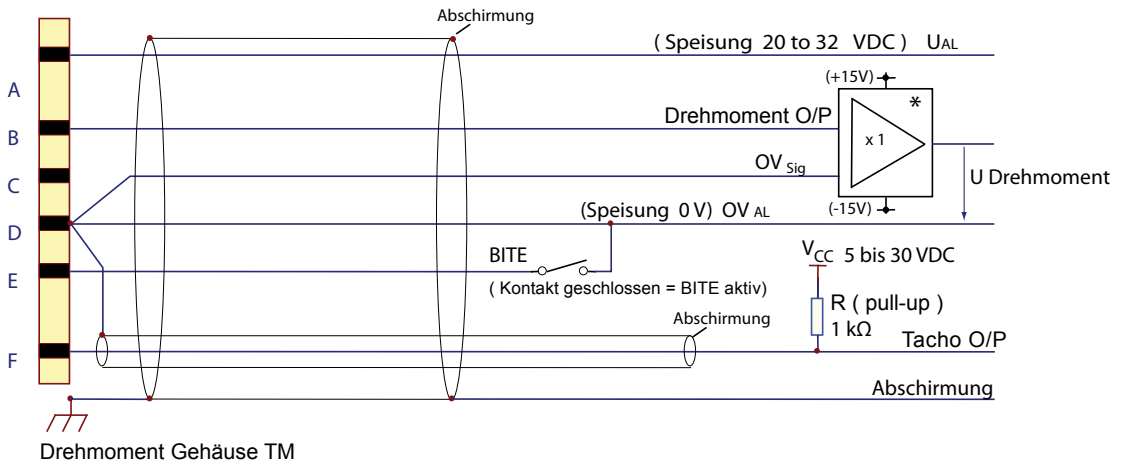 Abschirmung
( Speisung 20 to 32 VDC ) UAL
(+15V)
A
*
Drehmoment O/P
B
x 1
OV Sig
C
U Drehmoment
(Speisung 0 V) OV AL
(-15V)
D
BITE
VCC 5 bis 30 VDC
E
( Kontakt geschlossen = BITE aktiv)
R ( pull-up )
Abschirmung
1 kΩ
Tacho O/P
F
Abschirmung
Drehmoment Gehäuse TM